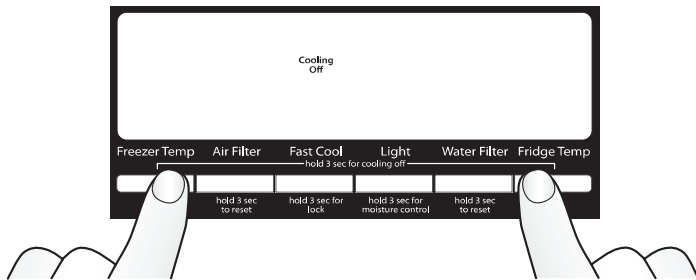 Cooling
Off
Freezer Temp Air Filter Fast Cool Light Water Filter Fridge Temp
hold 3 sec for cooling off
hold 3 sec
to reset
hold 3 sec for
lock
hold 3 sec for
moisture control
hold 3 sec
to reset